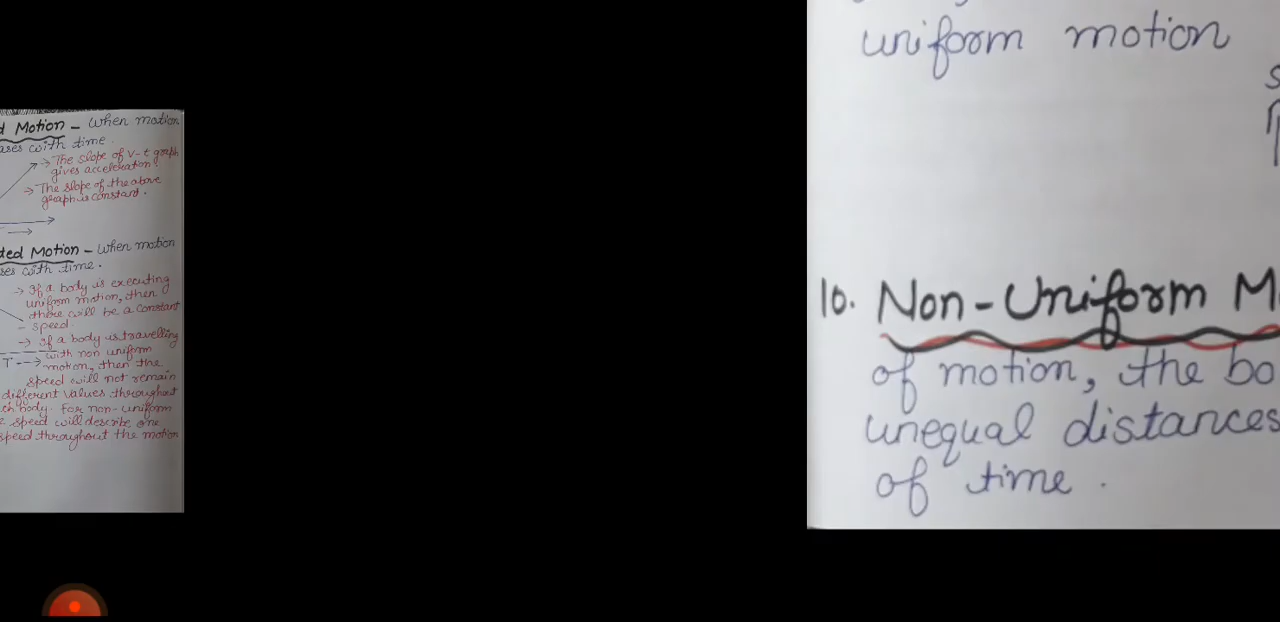 d Motion - When motion
ases with time.
→ The slope of v-t graph
gives acceleration.
→ The slope of the above
graph is constant.
ted Motion - When motion
ses with time.
→ If a body is executing
uniform motion, then
there will be a constant
speed.
→ If a body is travelling
with non uniform
T → motion, then the
speed will not remain
different values throughout
ch body. For non-uniform
speed will describe one
speed throughout the motion
uniform motion
S
10. Non-Uniform M
of motion, the bo
unequal distances
of time.